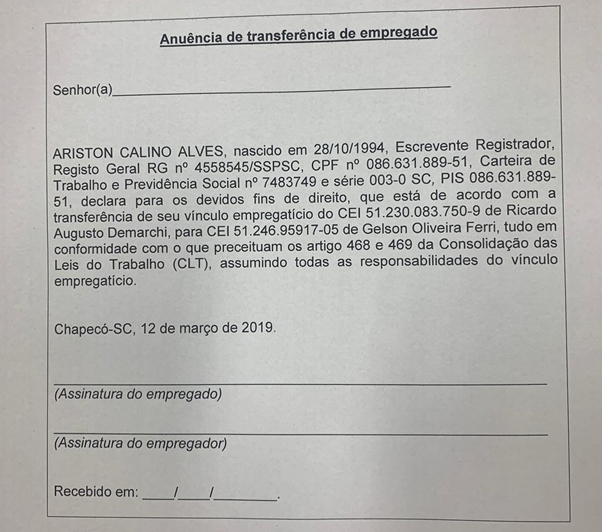 Anuência de transferência de empregado
Senhor(a)___________________________________________
ARISTON CALINO ALVES, nascido em 28/10/1994, Escrevente Registrador,
Registo Geral RG nº 4558545/SSPSC, CPF nº 086.631.889-51, Carteira de
Trabalho e Previdência Social nº 7483749 e série 003-0 SC, PIS 086.631.889-
51, declara para os devidos fins de direito, que está de acordo com a
transferência de seu vínculo empregatício do CEI 51.230.083.750-9 de Ricardo
Augusto Demarchi, para CEI 51.246.95917-05 de Gelson Oliveira Ferri, tudo em
conformidade com o que preceituam os artigo 468 e 469 da Consolidação das
Leis do Trabalho (CLT), assumindo todas as responsabilidades do vínculo
empregatício.
Chapecó-SC, 12 de março de 2019.
(Assinatura do empregado)
(Assinatura do empregador)
Recebido em: ____/____/________.